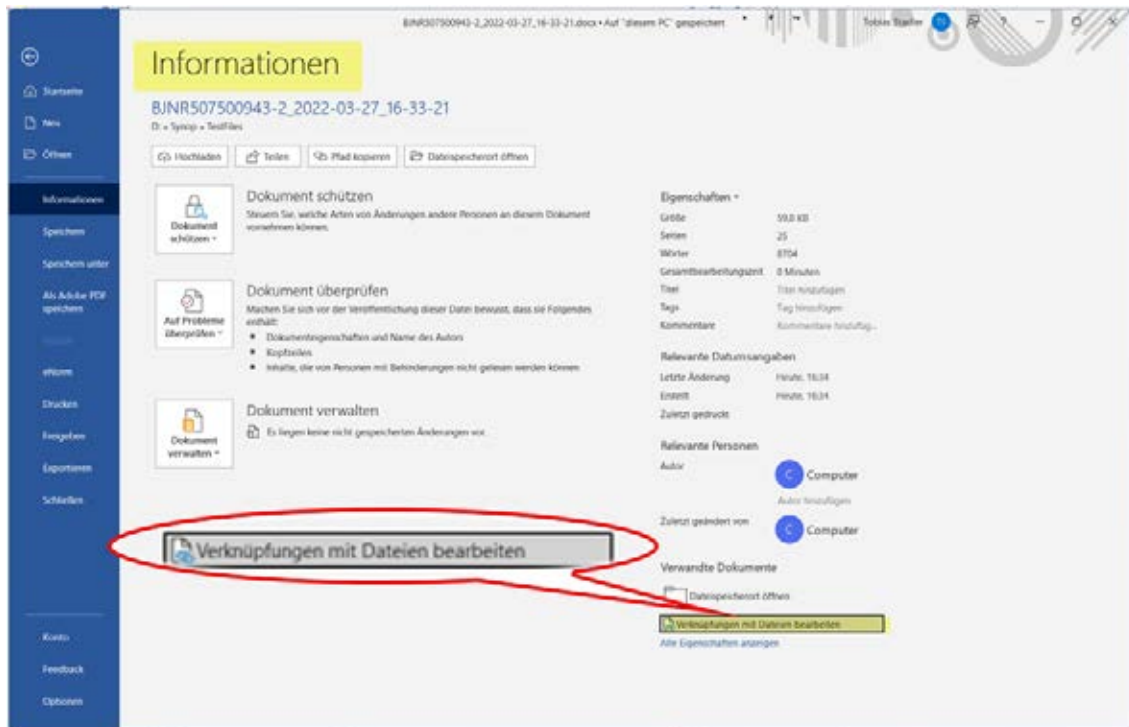 BJNR507500943-2_2022-03-27_16-33-21.docx • Auf "diesem PC" gespeichert
Tobias
?
Informationen
Startseite
Neu
Öffnen
Informationen
Speichern
Speichern unter
Als Adobe PDF
speichern
eNorm
Drucken
Freigeben
Exportieren
Schließen
Konto
Feedback
Optionen
BJNR507500943-2_2022-03-27_16-33-21
D: » Synop » TestFiles
Hochladen
Teilen
Pfad kopieren
Dateispeicherort öffnen
Dokument
schützen
Dokument schützen
Steuern Sie, welche Arten von Änderungen andere Personen an diesem Dokument
vornehmen können.
Auf Probleme
überprüfen
Dokument überprüfen
Machen Sie sich vor der Veröffentlichung dieser Datei bewusst, dass sie Folgendes
enthält:
Dokumenteigenschaften und Name des Autors
Kopfzeilen
Inhalte, die von Personen mit Behinderungen nicht gelesen werden können
Dokument
verwalten
Dokument verwalten
Es liegen keine nicht gespeicherten Änderungen vor.
Verknüpfungen mit Dateien bearbeiten
Eigenschaften
Größe 59,0 KB
Seiten 25
Wörter 8704
Gesamtbearbeitungszeit 0 Minuten
Titel Titel hinzufügen
Tags Tag hinzufügen
Kommentare Kommentare hinzufüg...
Relevante Datumsangaben
Letzte Änderung Heute, 16:34
Erstellt Heute, 16:34
Zuletzt gedruckt
Relevante Personen
Autor
C Computer
Autor hinzufügen
Zuletzt geändert von
C Computer
Verwandte Dokumente
Dateispeicherort öffnen
Verknüpfungen mit Dateien bearbeiten
Alle Eigenschaften anzeigen